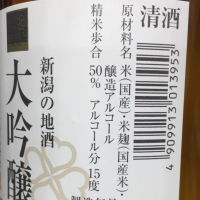 清酒
原材料名 米(国産)・米麹(国産米)・
醸造アルコール
精米歩合 50% アルコール分 15度
新潟の地酒
大吟醸
4909913013953